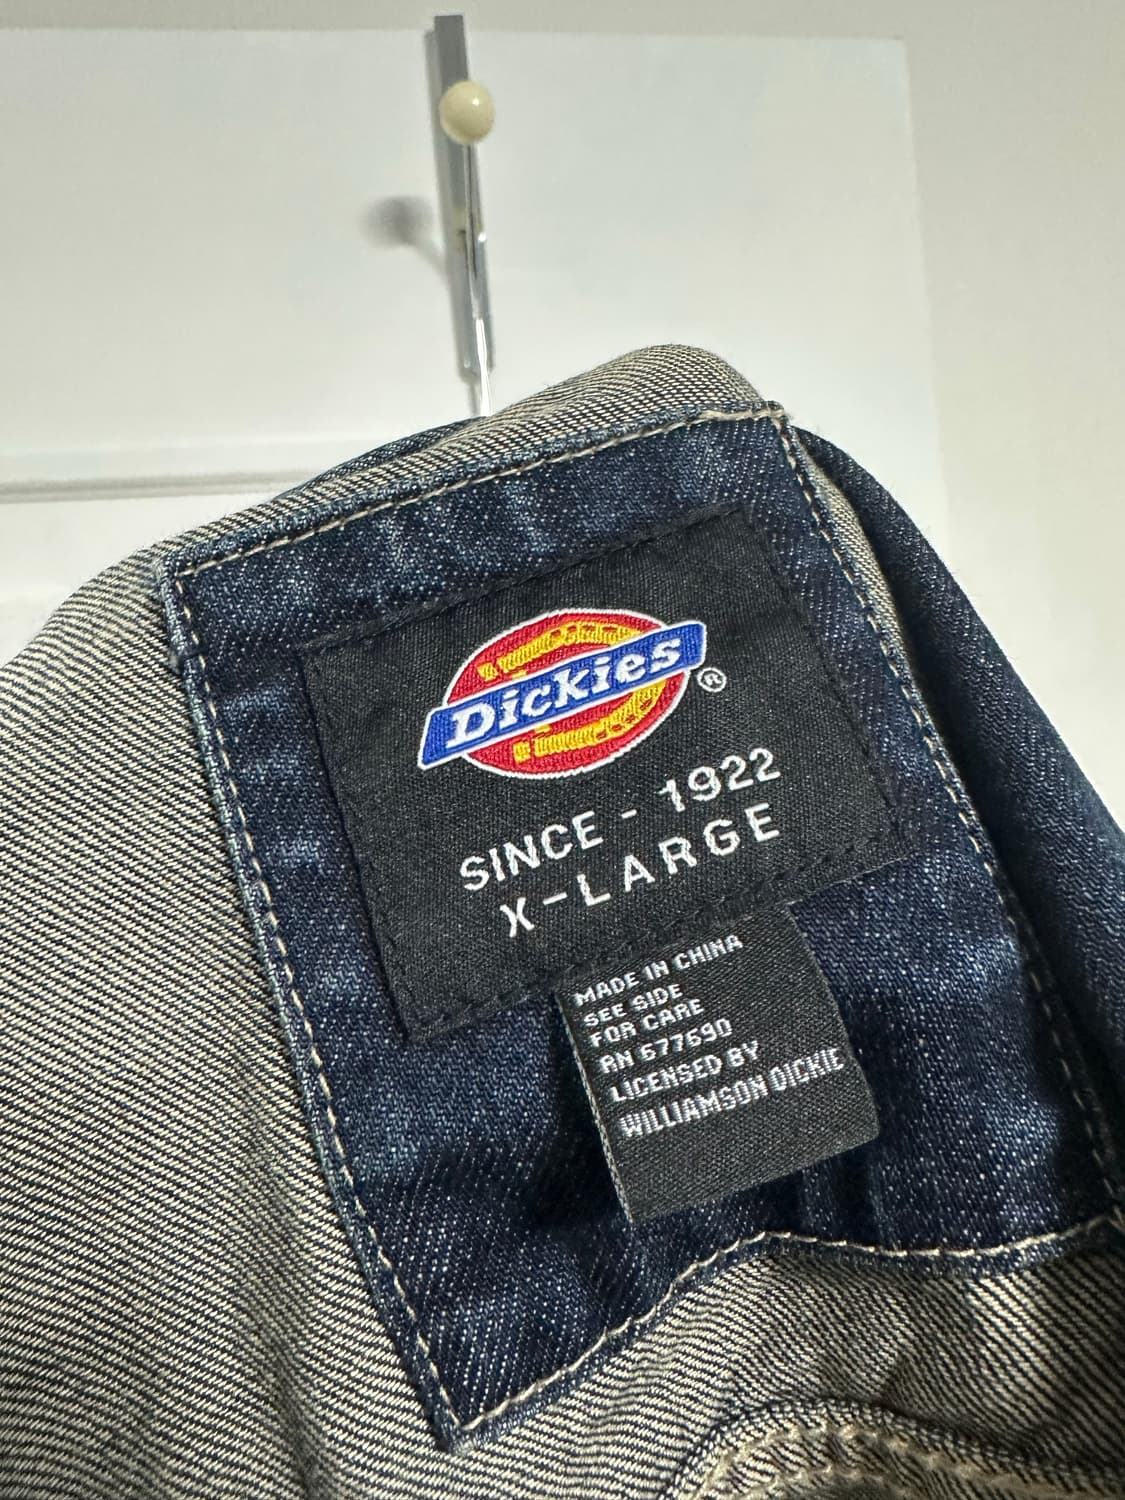 Dickies®
SINCE - 1922
X-LARGE
MADE IN CHINA
SEE SIDE
FOR CARE
RN 677690
LICENSED BY
WILLIAMSON DICKIE